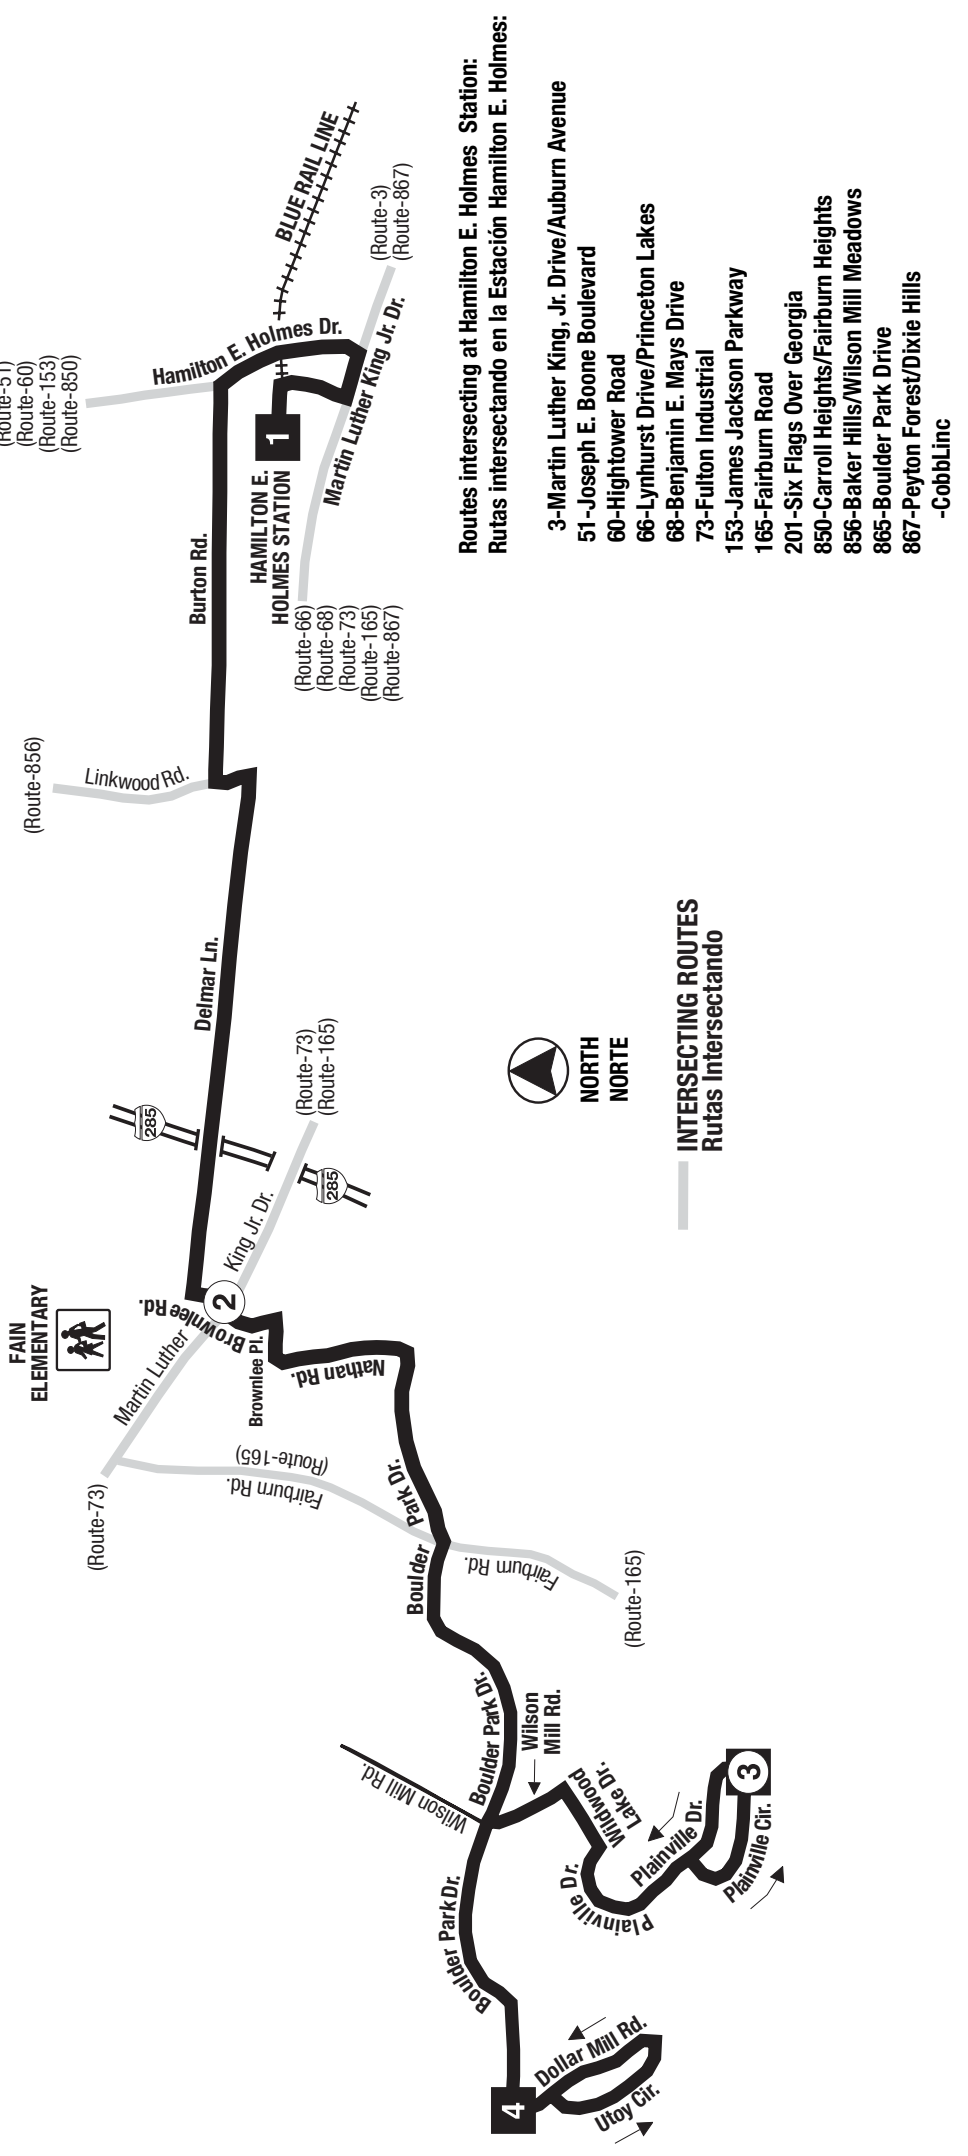 (Route-51)
(Route-60)
(Route-153)
(Route-850)
Hamilton E. Holmes Dr.
BLUE RAIL LINE
(Route-3)
(Route-867)
Martin Luther King Jr. Dr.
1
HAMILTON E.
HOLMES STATION
Burton Rd.
(Route-66)
(Route-68)
(Route-73)
(Route-165)
(Route-867)
(Route-856)
Linkwood Rd.
Delmar Ln.
285
285
(Route-73)
(Route-165)
King Jr. Dr.
2
Brownlee Rd.
FAIN
ELEMENTARY
Martin Luther
Brownlee Pl.
Nathan Rd.
(Route-73)
(Route-165)
Fairburn Rd.
Park Dr.
Boulder
Fairburn Rd.
(Route-165)
Boulder Park Dr.
Wilson Mill Rd.
Wilson
Mill Rd.
Wildwood
Lake Dr.
Plainville Dr.
Plainville Dr.
3
Plainville Cir.
Boulder Park Dr.
4
Dollar Mill Rd.
Utoy Cir.
NORTH
NORTE
INTERSECTING ROUTES
Rutas Intersectando
Routes intersecting at Hamilton E. Holmes Station:
Rutas intersectando en la Estación Hamilton E. Holmes:
3-Martin Luther King, Jr. Drive/Auburn Avenue
51-Joseph E. Boone Boulevard
60-Hightower Road
66-Lynhurst Drive/Princeton Lakes
68-Benjamin E. Mays Drive
73-Fulton Industrial
153-James Jackson Parkway
165-Fairburn Road
201-Six Flags Over Georgia
850-Carroll Heights/Fairburn Heights
856-Baker Hills/Wilson Mill Meadows
865-Boulder Park Drive
867-Peyton Forest/Dixie Hills
-CobbLinc